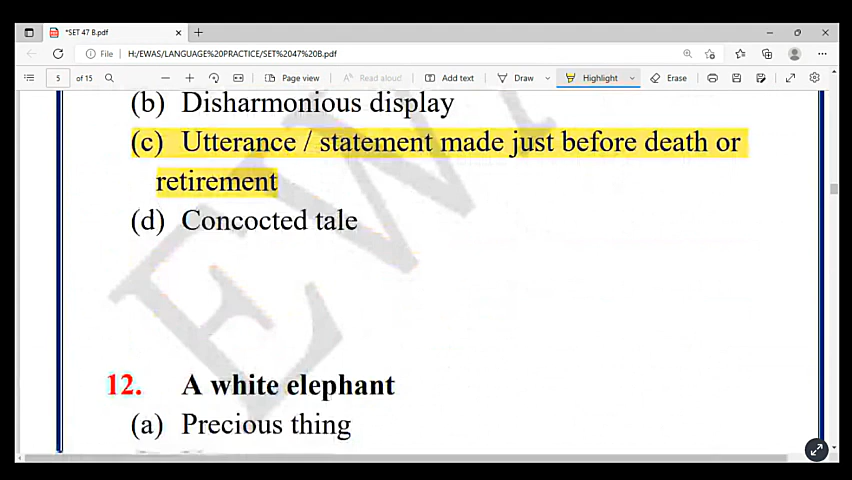 *SET 47 B.pdf
File
H:/EWAS/LANGUAGE%20PRACTICE/SET%2047%20B.pdf
5 of 15
Page view
Read aloud
Add text
Draw
Highlight
Erase
(b) Disharmonious display
(c) Utterance / statement made just before death or
retirement
(d) Concocted tale
12. A white elephant
(a) Precious thing